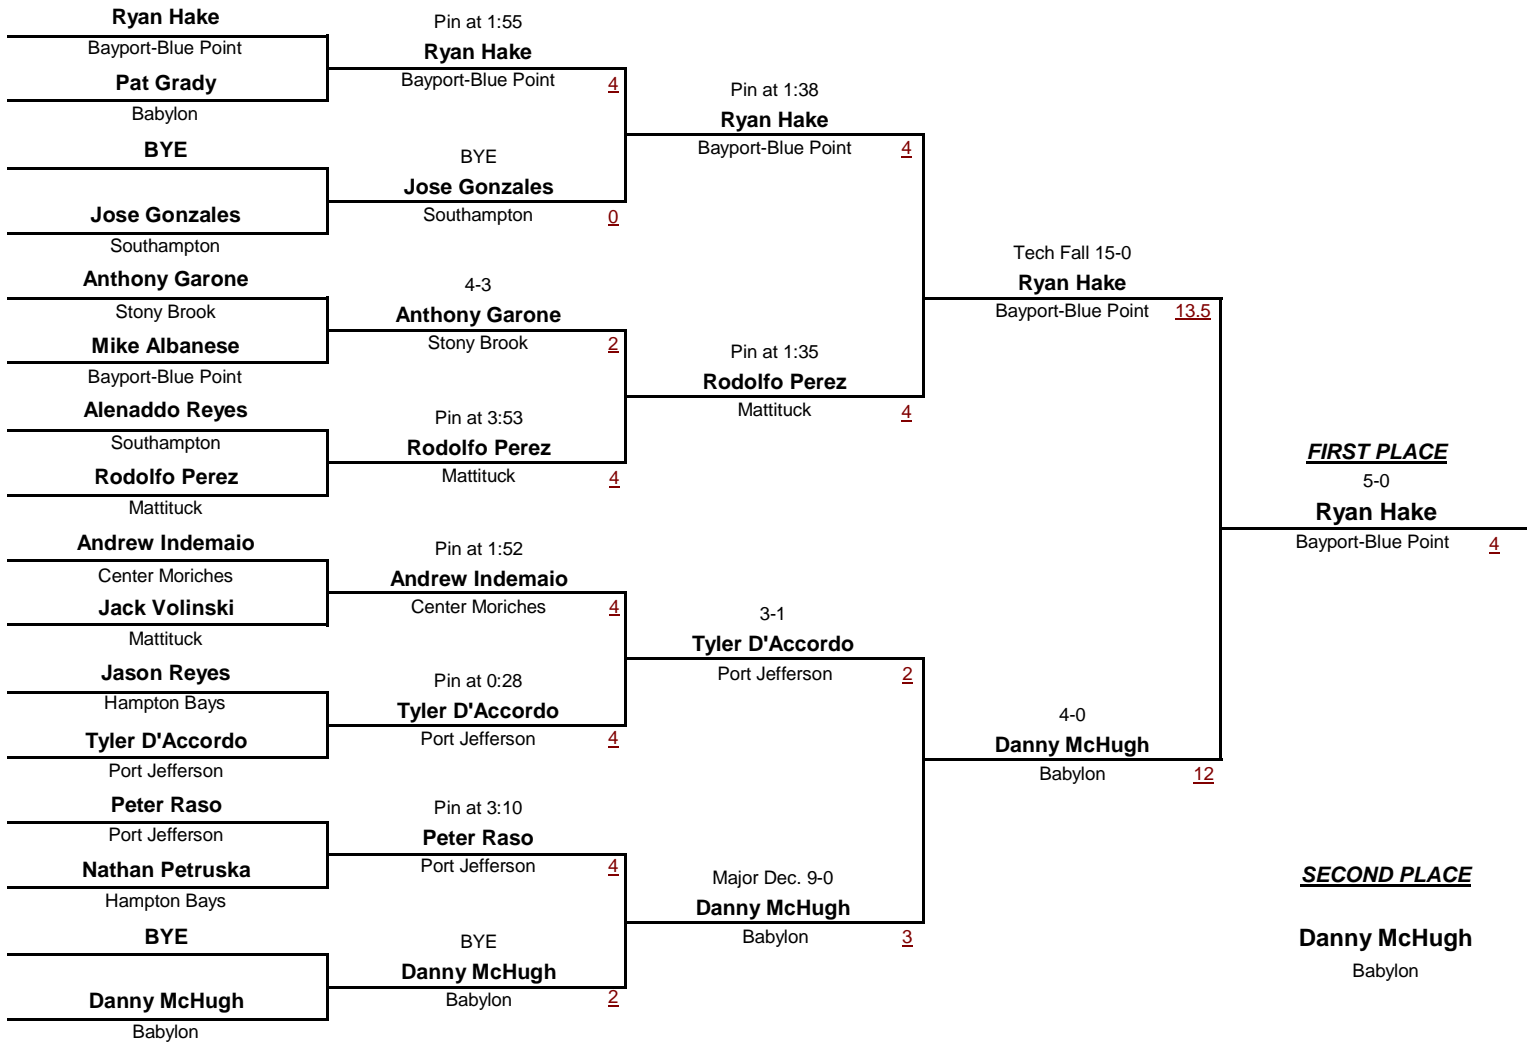 Ryan Hake
Bayport-Blue Point
Pat Grady
Babylon
BYE
Jose Gonzales
Southampton
Anthony Garone
Stony Brook
Mike Albanese
Bayport-Blue Point
Alenaddo Reyes
Southampton
Rodolfo Perez
Mattituck
Andrew Indemaio
Center Moriches
Jack Volinski
Mattituck
Jason Reyes
Hampton Bays
Tyler D'Accordo
Port Jefferson
Peter Raso
Port Jefferson
Nathan Petruska
Hampton Bays
BYE
Danny McHugh
Babylon
Pin at 1:55
Ryan Hake
Bayport-Blue Point 4
BYE
Jose Gonzales
Southampton 0
4-3
Anthony Garone
Stony Brook 2
Pin at 3:53
Rodolfo Perez
Mattituck 4
Pin at 1:52
Andrew Indemaio
Center Moriches 4
Pin at 0:28
Tyler D'Accordo
Port Jefferson 4
Pin at 3:10
Peter Raso
Port Jefferson 4
BYE
Danny McHugh
Babylon 2
Pin at 1:38
Ryan Hake
Bayport-Blue Point 4
Pin at 1:35
Rodolfo Perez
Mattituck 4
3-1
Tyler D'Accordo
Port Jefferson 2
Major Dec. 9-0
Danny McHugh
Babylon 3
Tech Fall 15-0
Ryan Hake
Bayport-Blue Point 13.5
4-0
Danny McHugh
Babylon 12
FIRST PLACE
5-0
Ryan Hake
Bayport-Blue Point 4
SECOND PLACE
Danny McHugh
Babylon